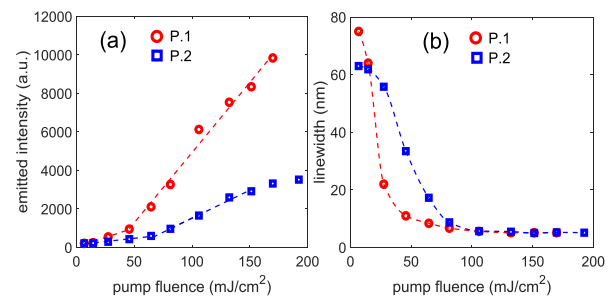 (a)
P.1
P.2
emitted intensity (a.u.)
12000
10000
8000
6000
4000
2000
0
0 50 100 150 200
pump fluence (mJ/cm²)
(b)
P.1
P.2
linewidth (nm)
80
60
40
20
0
0 50 100 150 200
pump fluence (mJ/cm²)